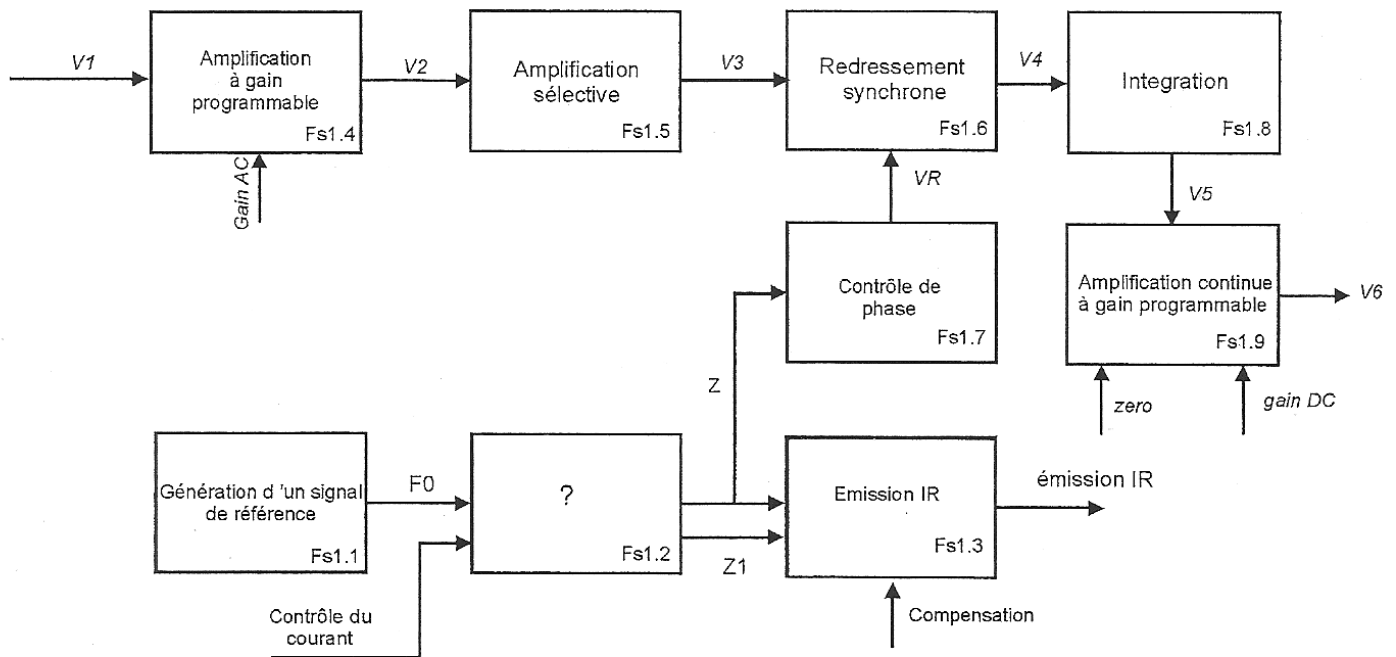 V1
Amplification
à gain
programmable
Fs1.4
V2
Amplification
sélective
Fs1.5
V3
Redressement
synchrone
Fs1.6
V4
Integration
Fs1.8
Gain AC
VR
V5
Contrôle de
phase
Fs1.7
Amplification continue
à gain programmable
Fs1.9
V6
Z
zero
gain DC
Génération d 'un signal
de référence
Fs1.1
F0
?
Fs1.2
Z1
Emission IR
Fs1.3
émission IR
Contrôle du
courant
Compensation